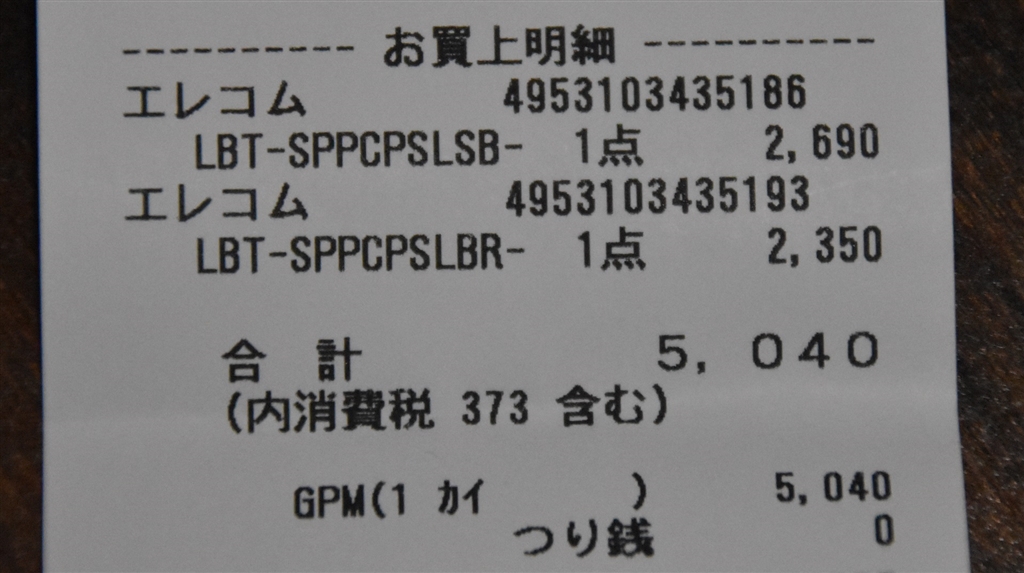 ---------- お買上明細 ----------
エレコム 4953103435186
LBT-SPPCPSLSB- 1点 2,690
エレコム 4953103435193
LBT-SPPCPSLBR- 1点 2,350
合 計 5,040
(内消費税 373 含む)
GPM(1 ｶｲ ) 5,040
つり銭 0